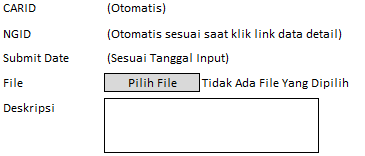 CARID (Otomatis)
NGID (Otomatis sesuai saat klik link data detail)
Submit Date (Sesuai Tanggal Input)
File Pilih File Tidak Ada File Yang Dipilih
Deskripsi